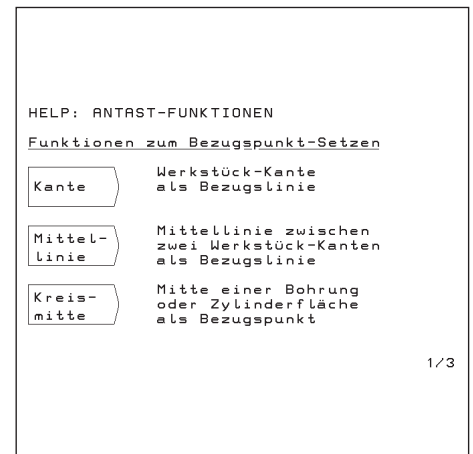 HELP: ANTAST-FUNKTIONEN
Funktionen zum Bezugspunkt-Setzen
Kante
Werkstück-Kante
als Bezugslinie
Mittel-
linie
Mittellinie zwischen
zwei Werkstück-Kanten
als Bezugslinie
Kreis-
mitte
Mitte einer Bohrung
oder Zylinderfläche
als Bezugspunkt
1/3